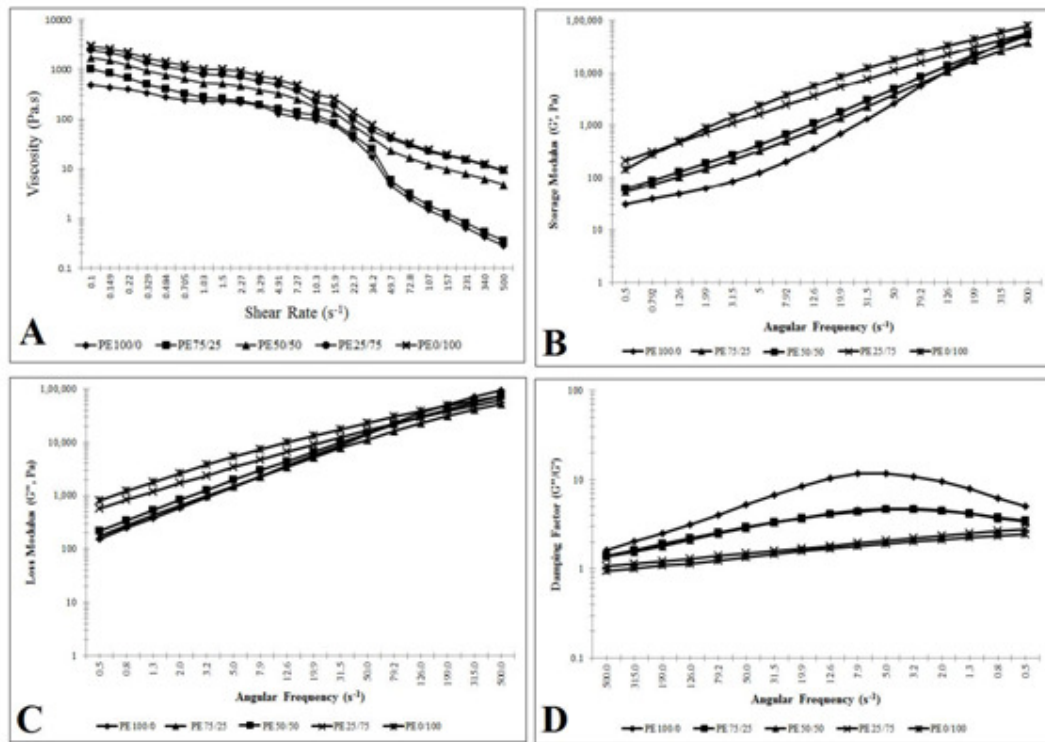 10000
1000
100
10
1
0.1
Viscosity (Pa.s)
0.1 0.149 0.22 0.329 0.484 0.705 1.03 1.5 2.27 3.29 4.91 7.27 10.3 15.9 22.7 34.2 49.7 72.8 107 157 231 340 500
Shear Rate (s⁻¹)
A
PE100/0 PE75/25 PE50/50 PE25/75 PE0/100
1,00,000
10,000
1,000
100
10
1
Storage Modulus (G', Pa)
0.5 0.792 1.26 1.99 3.15 5 7.92 12.6 19.9 31.5 50 79.2 126 199 315 500
Angular Frequency (s⁻¹)
B
PE100/0 PE75/25 PE50/50 PE25/75 PE0/100
1,00,000
10,000
1,000
100
10
1
Loss Modulus (G'', Pa)
0.5 0.8 1.3 2.0 3.2 5.0 7.9 12.6 19.9 31.5 50.0 79.2 126.0 199.0 315.0 500.0
Angular Frequency (s⁻¹)
C
PE100/0 PE75/25 PE50/50 PE25/75 PE0/100
100
10
1
0.1
Damping Factor (G''/G')
500.0 315.0 199.0 126.0 79.2 50.0 31.5 19.9 12.6 7.9 5.0 3.2 2.0 1.3 0.8 0.5
Angular Frequency (s⁻¹)
D
PE100/0 PE75/25 PE50/50 PE25/75 PE0/100